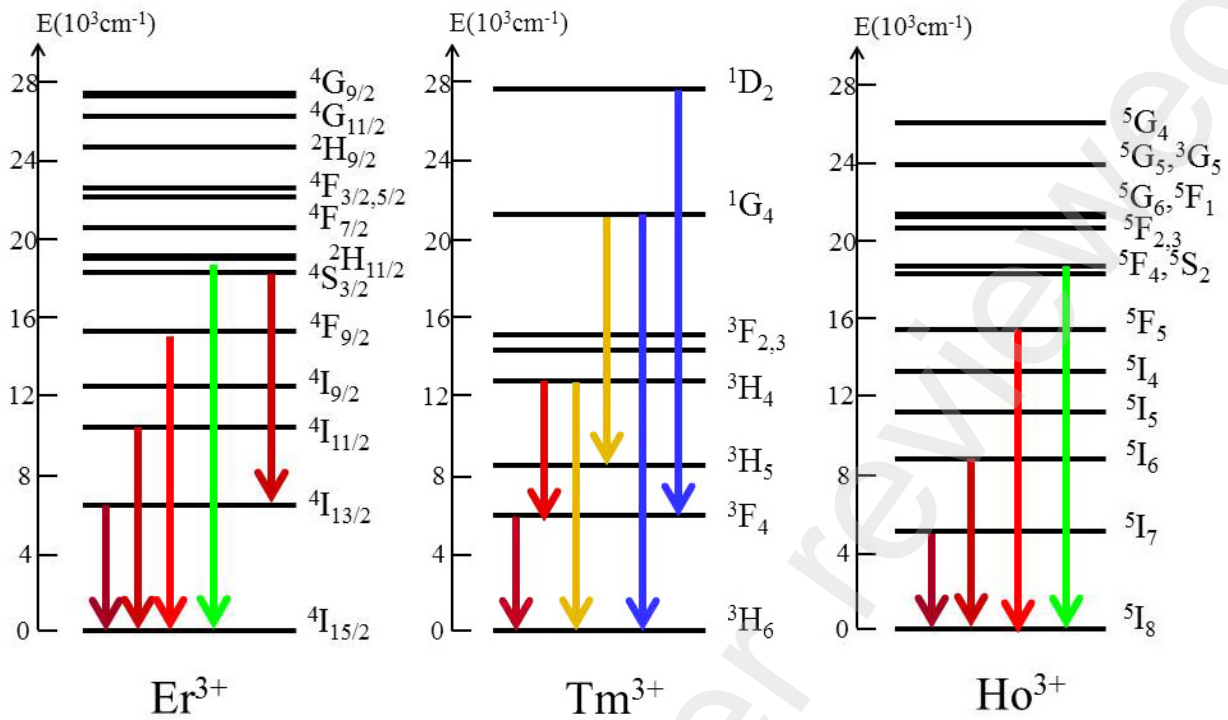 E(10³cm⁻¹)
28
24
20
16
12
8
4
0
⁴G₉/₂
⁴G₁₁/₂
²H₉/₂
⁴F₃/₂,₅/₂
⁴F₇/₂
²H₁₁/₂
⁴S₃/₂
⁴F₉/₂
⁴I₉/₂
⁴I₁₁/₂
⁴I₁₃/₂
⁴I₁₅/₂
Er³⁺
E(10³cm⁻¹)
28
24
20
16
12
8
4
0
¹D₂
¹G₄
³F₂,₃
³H₄
³H₅
³F₄
³H₆
Tm³⁺
E(10³cm⁻¹)
28
24
20
16
12
8
4
0
⁵G₄
⁵G₅,³G₅
⁵G₆,⁵F₁
⁵F₂,₃
⁵F₄,⁵S₂
⁵F₅
⁵I₄
⁵I₅
⁵I₆
⁵I₇
⁵I₈
Ho³⁺
er reviewed